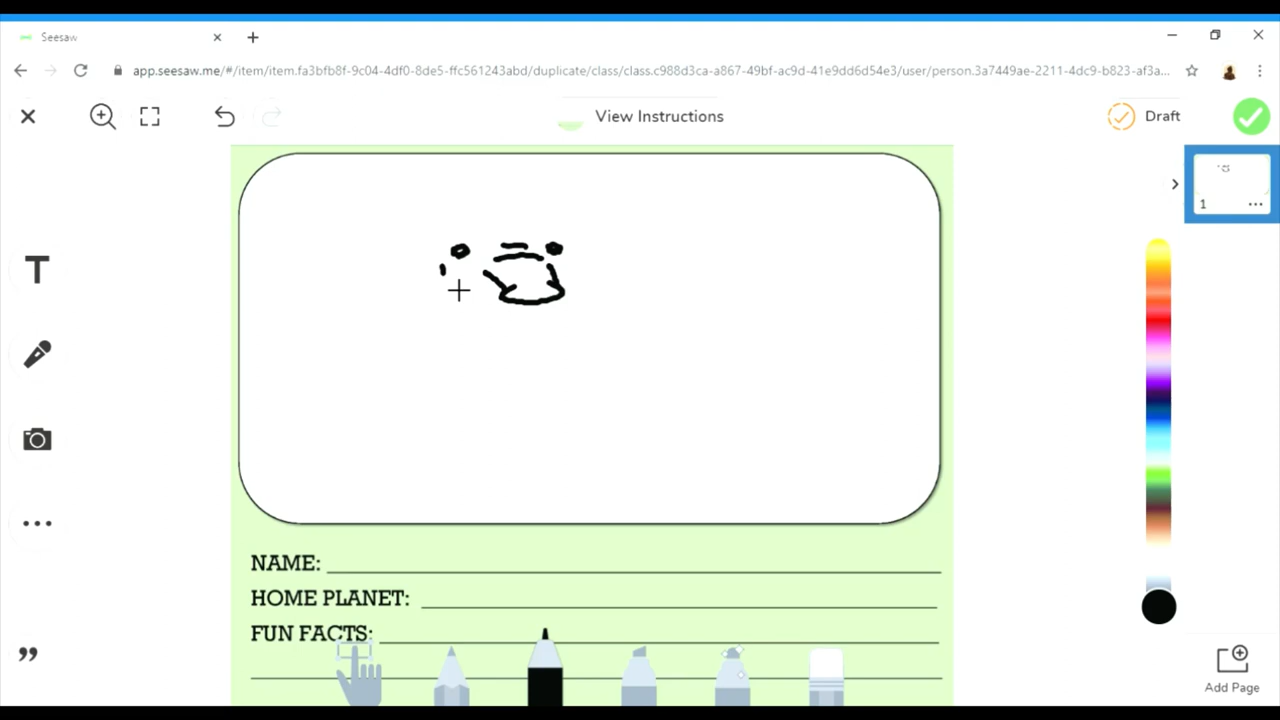 Seesaw
app.seesaw.me/#/item/item.fa3bfb8f-9c04-4df0-8de5-ffc561243abd/duplicate/class/class.c988d3ca-a867-49bf-ac9d-41e9dd6d54e3/user/person.3a7449ae-2211-4dc9-b823-af3a...
View Instructions
Draft
1
T
NAME:
HOME PLANET:
FUN FACTS:
Add Page